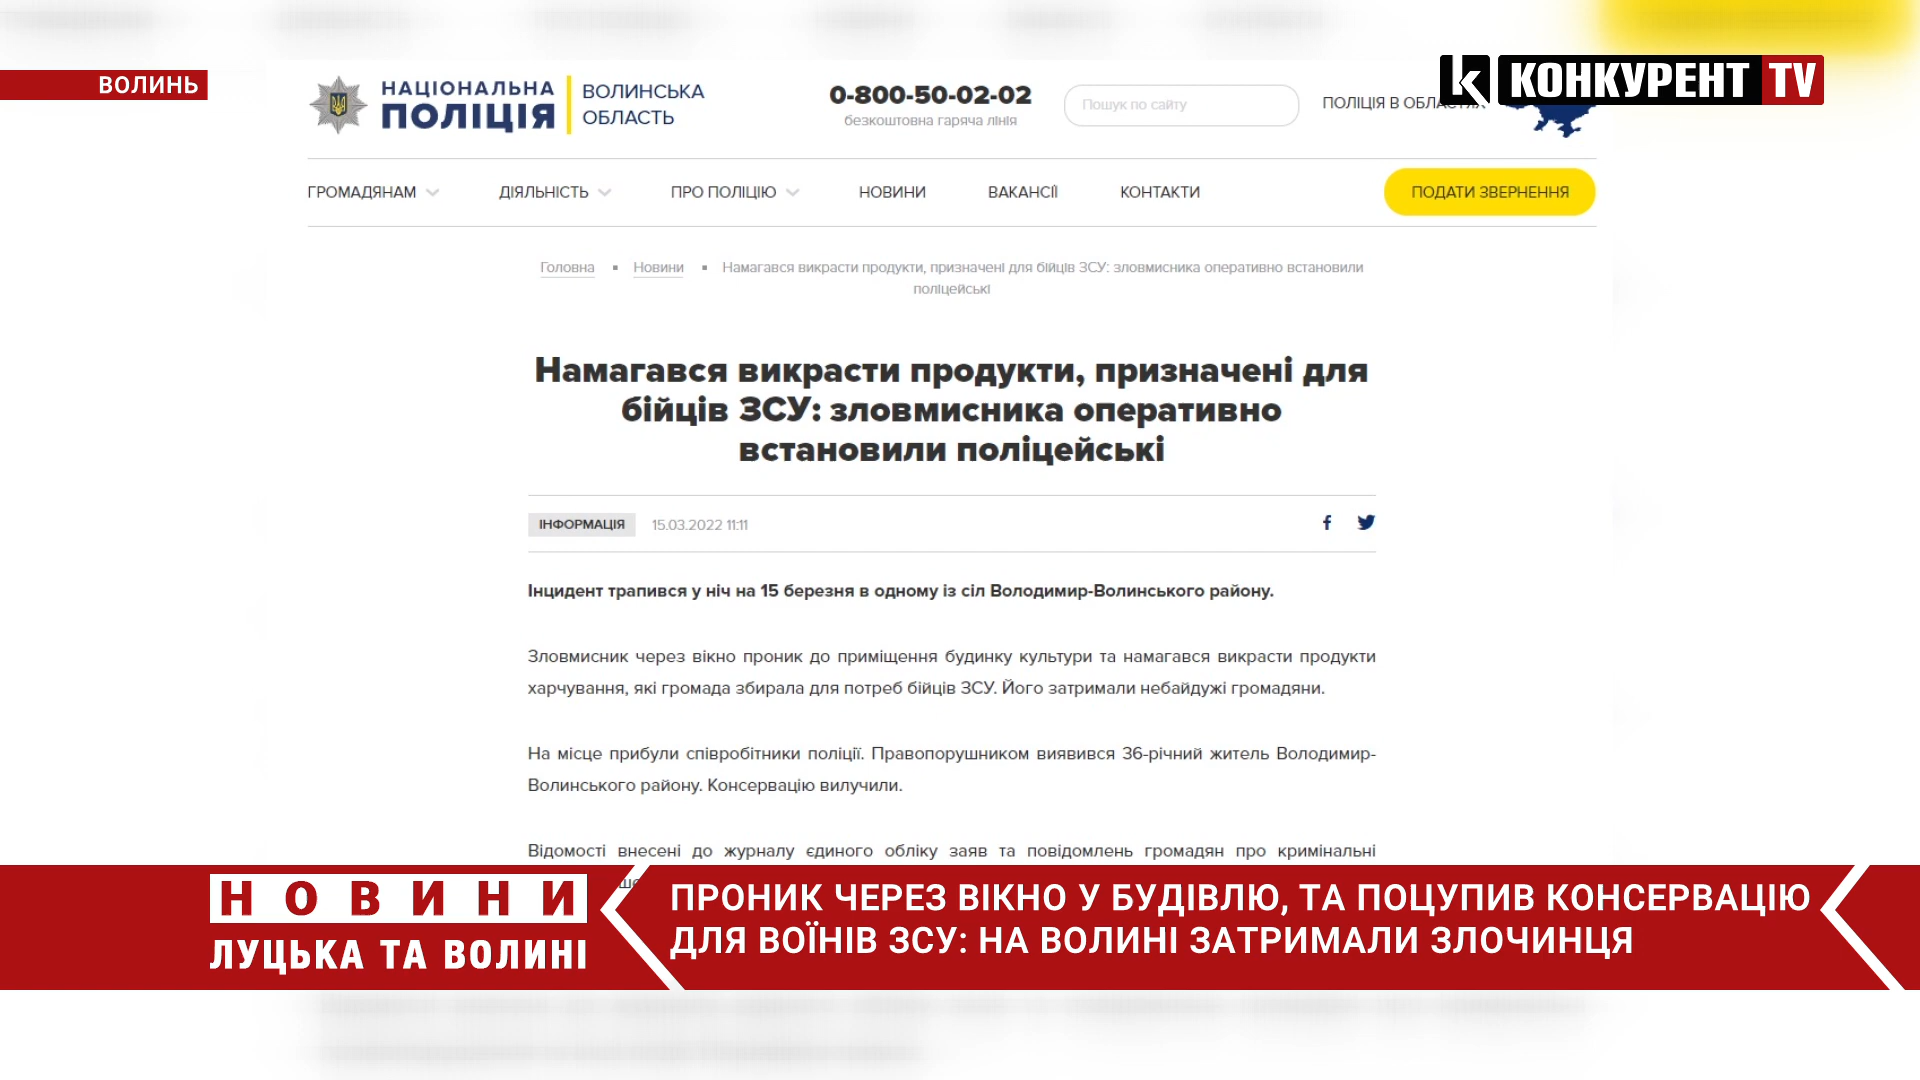 ВОЛИНЬ
НАЦІОНАЛЬНА
ПОЛІЦІЯ
ВОЛИНСЬКА
ОБЛАСТЬ
0-800-50-02-02
безкоштовна гаряча лінія
Пошук по сайту
ПОЛІЦІЯ В
k КОНКУРЕНТ TV
ГРОМАДЯНАМ ДІЯЛЬНІСТЬ ПРО ПОЛІЦІЮ НОВИНИ ВАКАНСІЇ КОНТАКТИ ПОДАТИ ЗВЕРНЕННЯ
Головна ▪ Новини ▪ Намагався викрасти продукти, призначені для бійців ЗСУ: зловмисника оперативно встановили
поліцейські
Намагався викрасти продукти, призначені для
бійців ЗСУ: зловмисника оперативно
встановили поліцейські
ІНФОРМАЦІЯ 15.03.2022 11:11
Інцидент трапився у ніч на 15 березня в одному із сіл Володимир-Волинського району.
Зловмисник через вікно проник до приміщення будинку культури та намагався викрасти продукти
харчування, які громада збирала для потреб бійців ЗСУ. Його затримали небайдужі громадяни.
На місце прибули співробітники поліції. Правопорушником виявився 36-річний житель Володимир-
Волинського району. Консервацію вилучили.
Відомості внесені до журналу єдиного обліку заяв та повідомлень громадян про кримінальні
НОВИНИ
ЛУЦЬКА ТА ВОЛИНІ
ПРОНИК ЧЕРЕЗ ВІКНО У БУДІВЛЮ, ТА ПОЦУПИВ КОНСЕРВАЦІЮ
ДЛЯ ВОЇНІВ ЗСУ: НА ВОЛИНІ ЗАТРИМАЛИ ЗЛОЧИНЦЯ